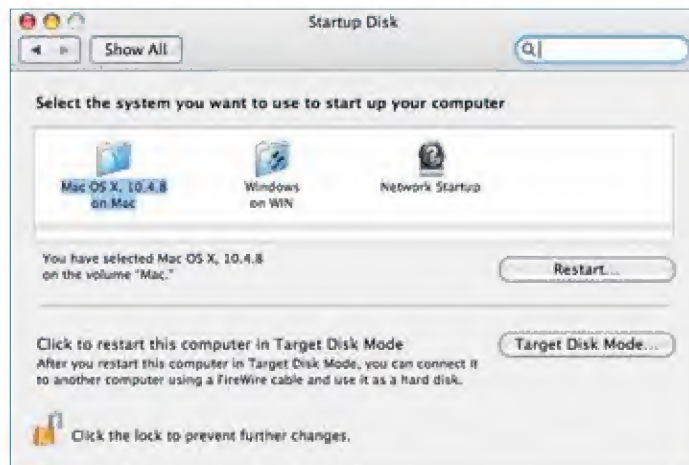 Startup Disk
Show All
Select the system you want to use to start up your computer
Mac OS X, 10.4.8
on Mac
Windows
on WIN
Network Startup
You have selected Mac OS X, 10.4.8
on the volume "Mac."
Restart...
Click to restart this computer in Target Disk Mode
Target Disk Mode...
After you restart this computer in Target Disk Mode, you can connect it
to another computer using a FireWire cable and use it as a hard disk.
Click the lock to prevent further changes.